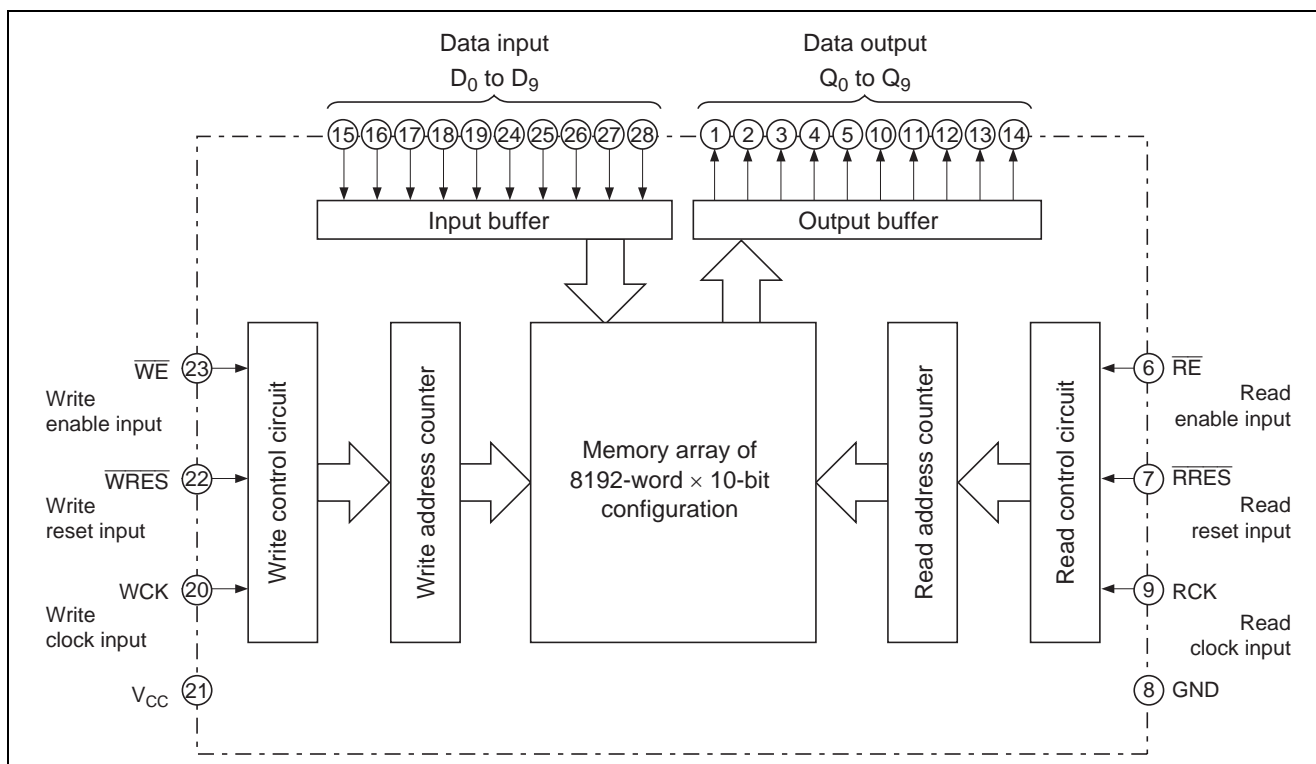 Data input
D0 to D9
Data output
Q0 to Q9
15 16 17 18 19 24 25 26 27 28
1 2 3 4 5 10 11 12 13 14
Input buffer
Output buffer
WE 23
Write
enable input
WRES 22
Write
reset input
WCK 20
Write
clock input
VCC 21
Write control circuit
Write address counter
Memory array of
8192-word × 10-bit
configuration
Read address counter
Read control circuit
6 RE
Read
enable input
7 RRES
Read
reset input
9 RCK
Read
clock input
8 GND